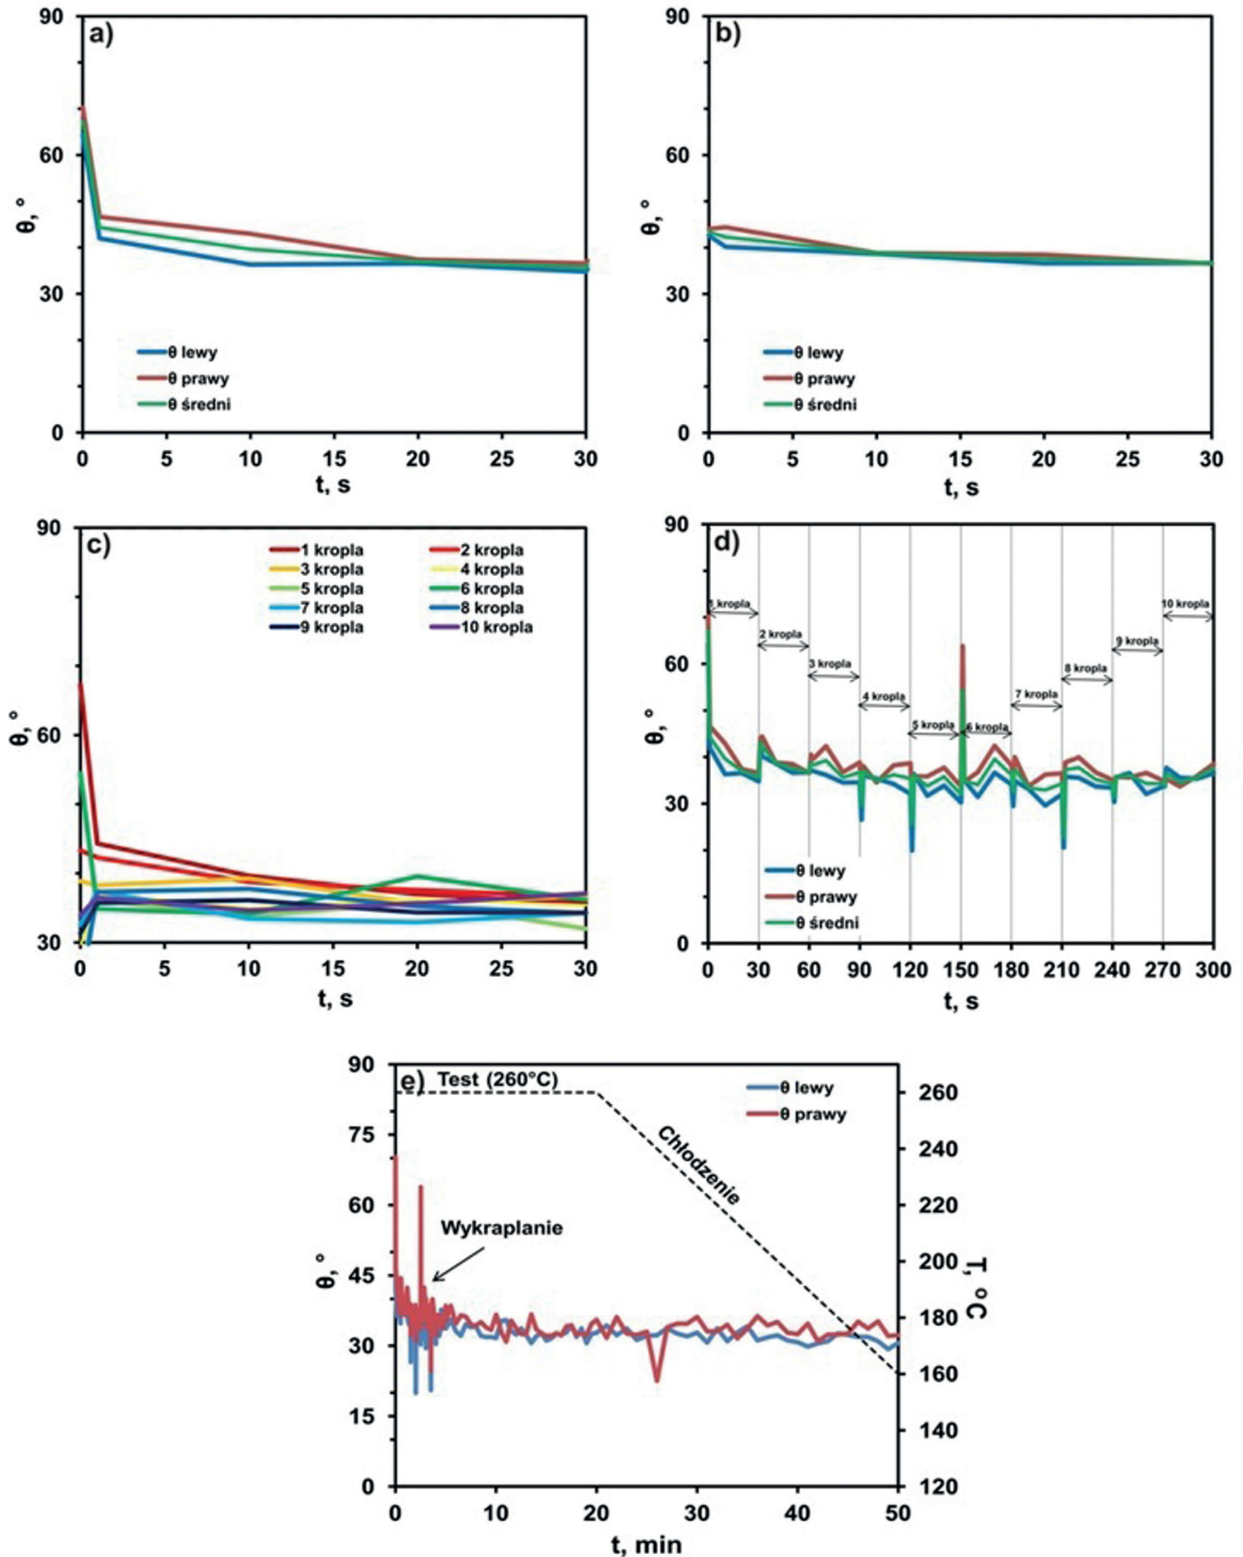 a)
90
60
30
0
θ, °
θ lewy
θ prawy
θ średni
0 5 10 15 20 25 30
t, s
b)
90
60
30
0
θ, °
θ lewy
θ prawy
θ średni
0 5 10 15 20 25 30
t, s
c)
90
60
30
θ, °
1 kropla 2 kropla
3 kropla 4 kropla
5 kropla 6 kropla
7 kropla 8 kropla
9 kropla 10 kropla
0 5 10 15 20 25 30
t, s
d)
90
60
30
0
θ, °
1 kropla
2 kropla
3 kropla
4 kropla
5 kropla
6 kropla
7 kropla
8 kropla
9 kropla
10 kropla
θ lewy
θ prawy
θ średni
0 30 60 90 120 150 180 210 240 270 300
t, s
e)
Test (260°C)
θ lewy
θ prawy
Chłodzenie
Wykraplanie
90
75
60
45
30
15
0
θ, °
260
240
220
200
180
160
140
120
T, °C
0 10 20 30 40 50
t, min